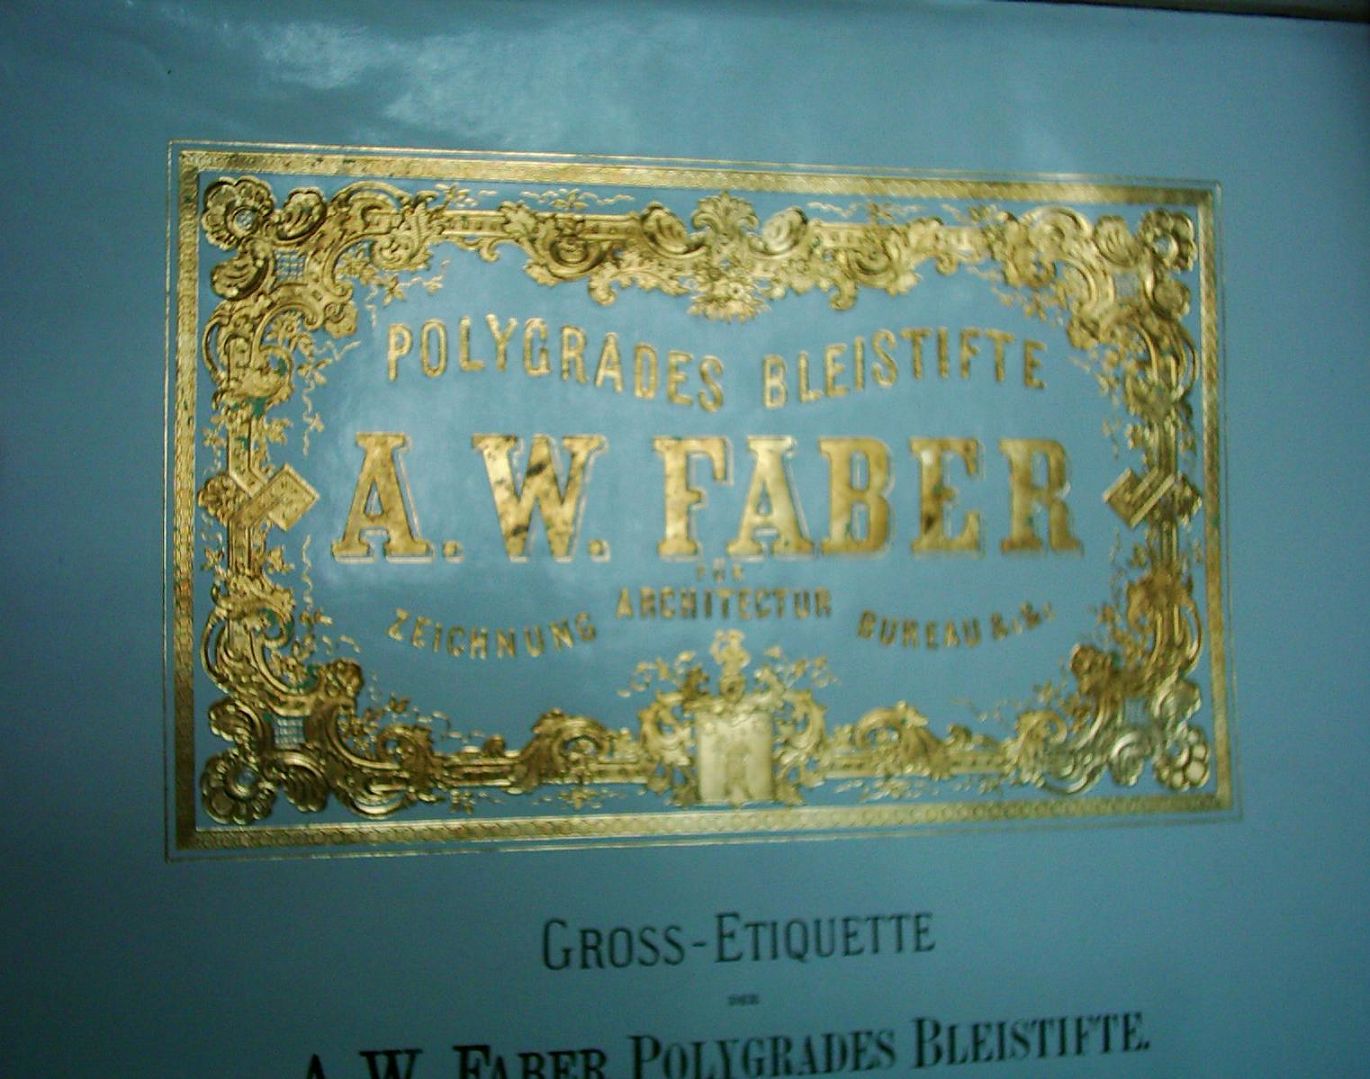 POLYGRADES BLEISTIFTE
A. W. FABER
FÜR
ZEICHNUNG ARCHITECTUR BUREAU &.&.
GROSS-ETIQUETTE
DER
A. W. FABER POLYGRADES BLEISTIFTE.